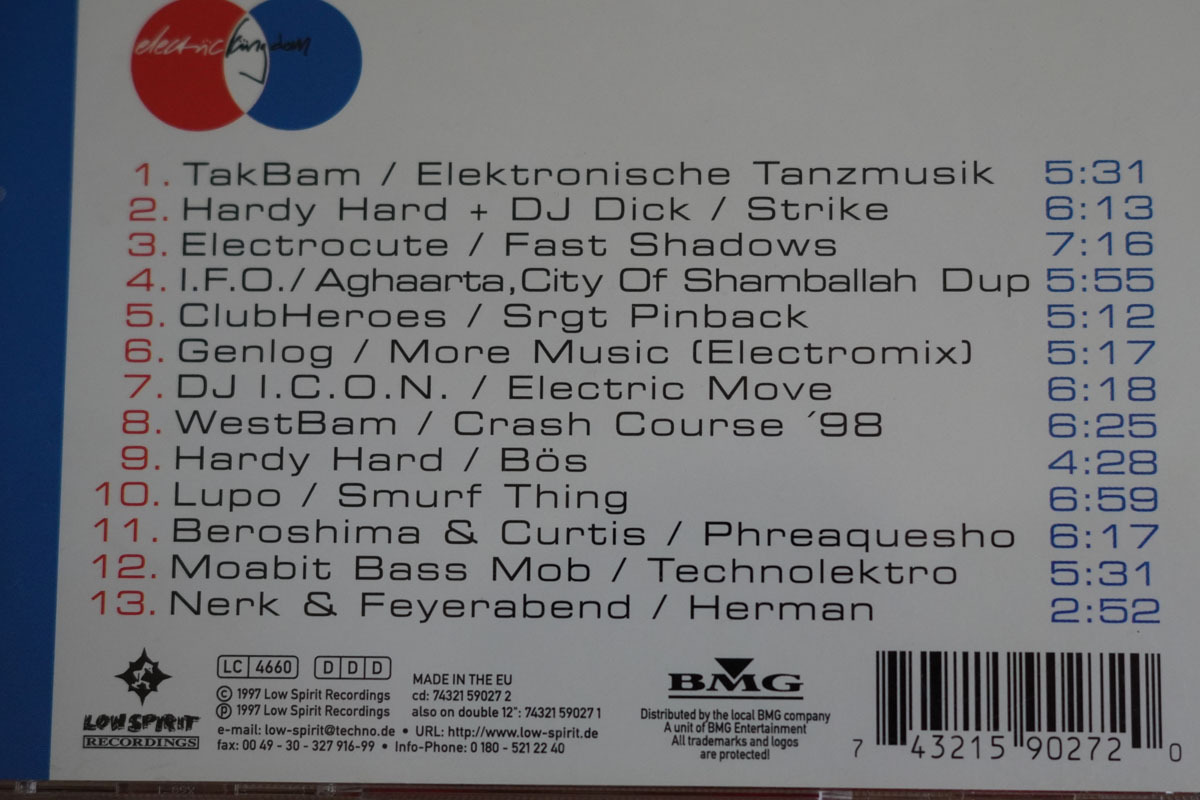 electric kingdom
1. TakBam / Elektronische Tanzmusik 5:31
2. Hardy Hard + DJ Dick / Strike 6:13
3. Electrocute / Fast Shadows 7:16
4. I.F.O./ Aghaarta,City Of Shamballah Dup 5:55
5. ClubHeroes / Srgt Pinback 5:12
6. Genlog / More Music (Electromix) 5:17
7. DJ I.C.O.N. / Electric Move 6:18
8. WestBam / Crash Course ´98 6:25
9. Hardy Hard / Bös 4:28
10. Lupo / Smurf Thing 6:59
11. Beroshima & Curtis / Phreaquesho 6:17
12. Moabit Bass Mob / Technolektro 5:31
13. Nerk & Feyerabend / Herman 2:52
LOW SPIRIT
RECORDINGS
LC 4660 D D D
© 1997 Low Spirit Recordings
℗ 1997 Low Spirit Recordings
e-mail: low-spirit@techno.de • URL: http://www.low-spirit.de
fax: 00 49 - 30 - 327 916-99 • Info-Phone: 0 180 - 521 22 40
MADE IN THE EU
cd: 74321 59027 2
also on double 12": 74321 59027 1
BMG
Distributed by the local BMG company
A unit of BMG Entertainment
All trademarks and logos
are protected!
7 43215 90272 0